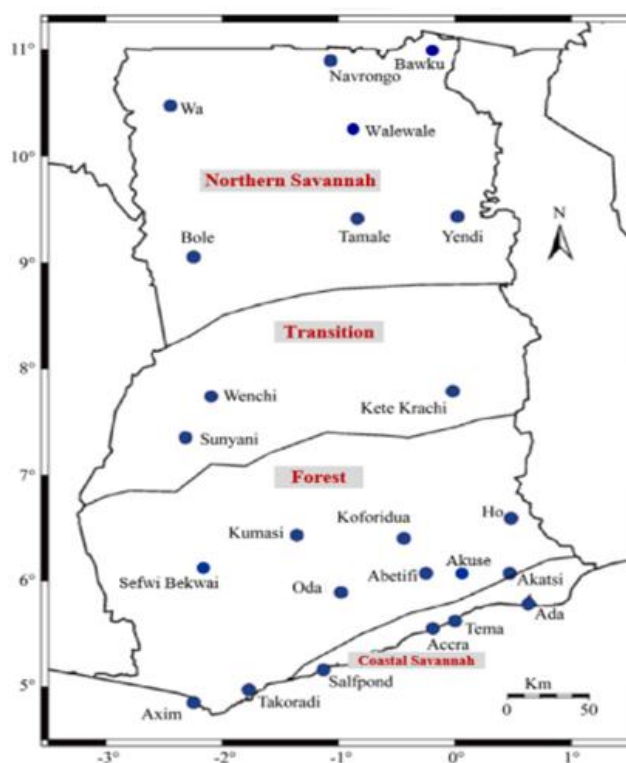 11°
Navrongo
Bawku
Wa
Walewale
10°
Northern Savannah
N
Bole
Tamale
Yendi
9°
Transition
8°
Wenchi
Kete Krachi
Sunyani
7°
Forest
Kumasi
Koforidua
Ho
Sefwi Bekwai
Oda
Abetifi
Akuse
Akatsi
6°
Ada
Tema
Accra
Coastal Savannah
Salfpond
5°
Takoradi
Axim
Km
0
50
-3°
-2°
-1°
0°
1°